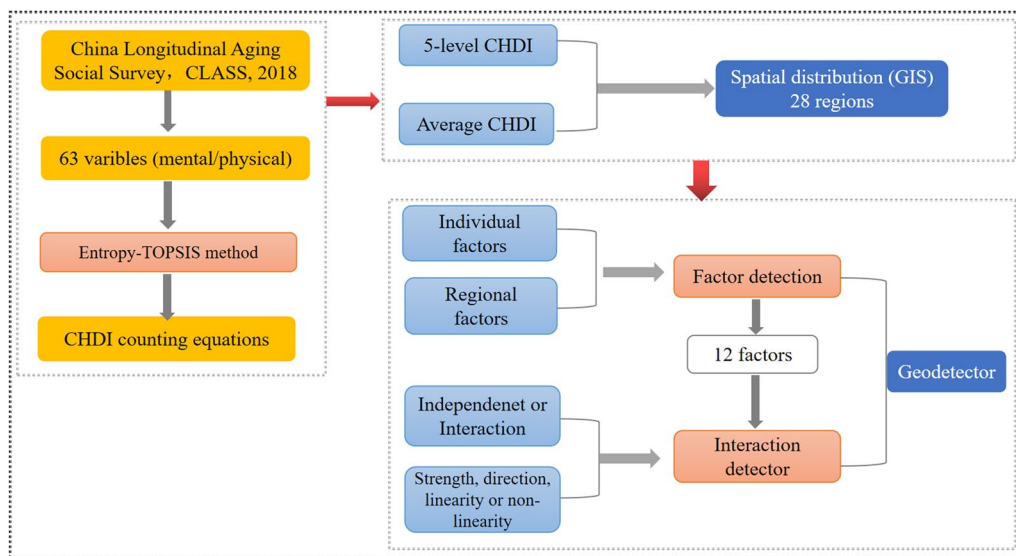 China Longitudinal Aging
Social Survey，CLASS, 2018
63 varibles (mental/physical)
Entropy-TOPSIS method
CHDI counting equations
5-level CHDI
Average CHDI
Spatial distribution (GIS)
28 regions
Individual
factors
Regional
factors
Factor detection
12 factors
Geodetector
Independenet or
Interaction
Strength, direction,
linearity or non-
linearity
Interaction
detector